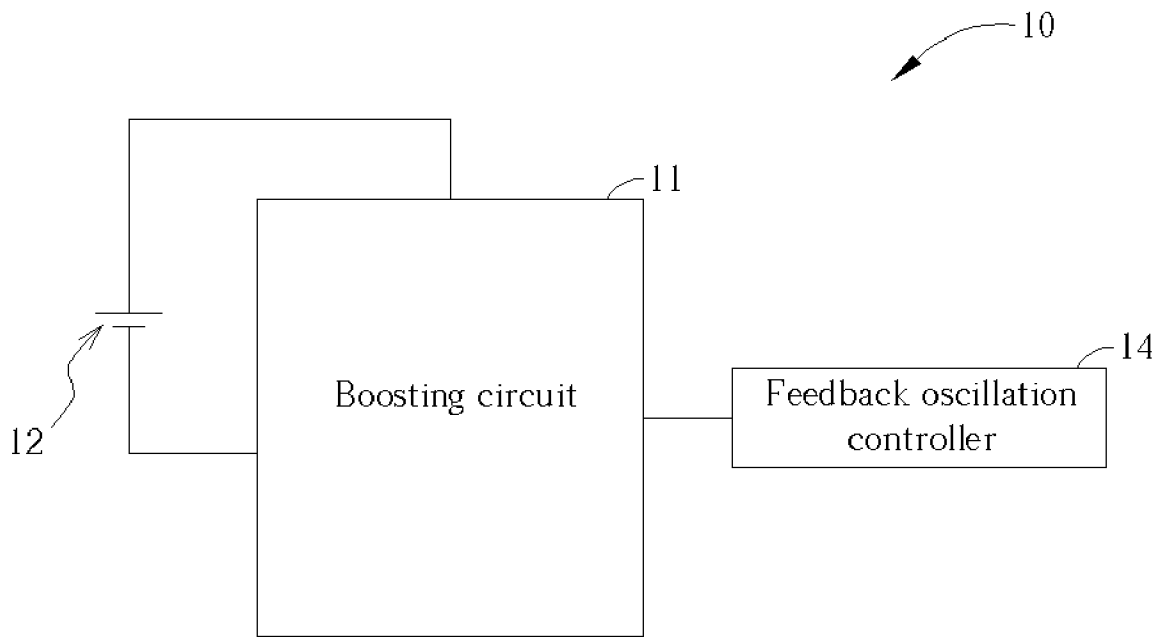 10
11
Boosting circuit
12
14
Feedback oscillation
controller